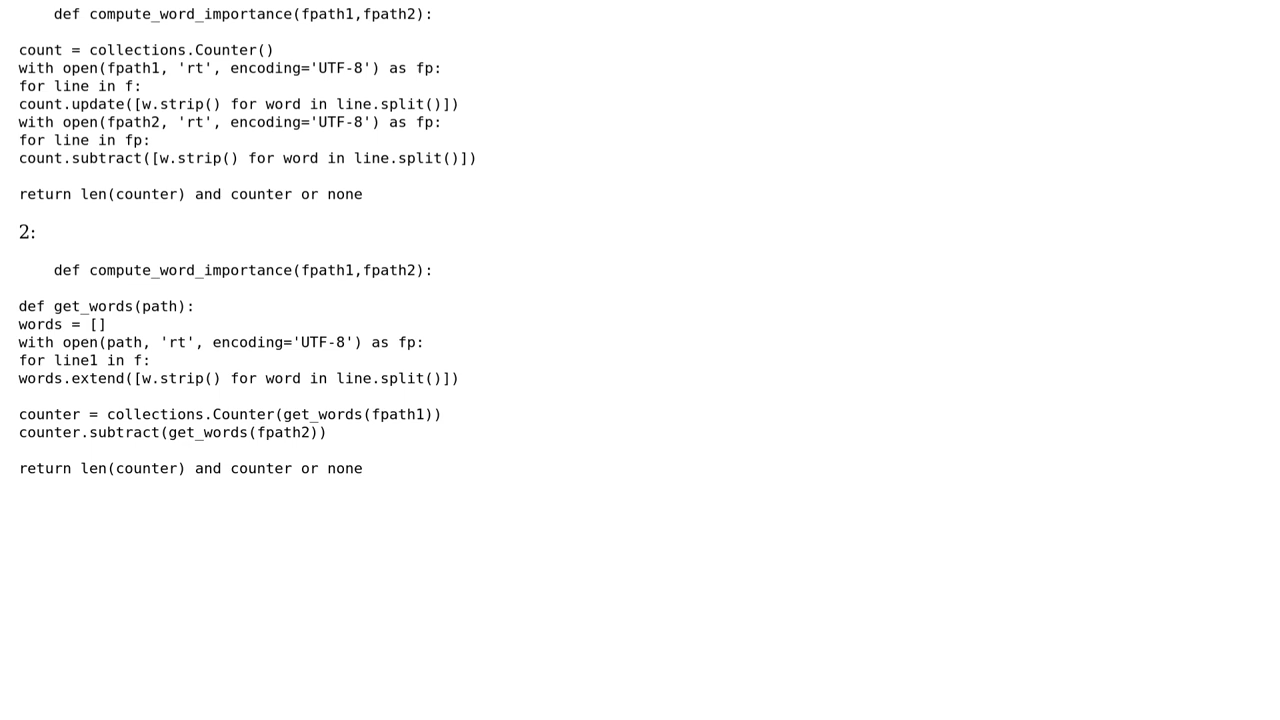 def compute_word_importance(fpath1,fpath2):
count = collections.Counter()
with open(fpath1, 'rt', encoding='UTF-8') as fp:
for line in f:
count.update([w.strip() for word in line.split()])
with open(fpath2, 'rt', encoding='UTF-8') as fp:
for line in fp:
count.subtract([w.strip() for word in line.split()])
return len(counter) and counter or none
2:
def compute_word_importance(fpath1,fpath2):
def get_words(path):
words = []
with open(path, 'rt', encoding='UTF-8') as fp:
for line1 in f:
words.extend([w.strip() for word in line.split()])
counter = collections.Counter(get_words(fpath1))
counter.subtract(get_words(fpath2))
return len(counter) and counter or none